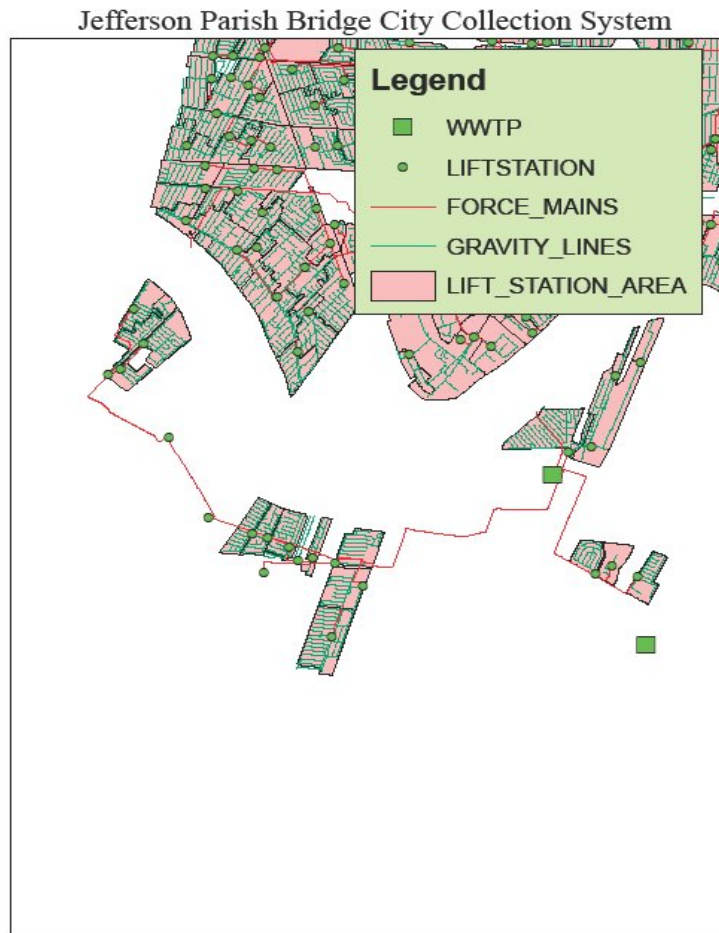 Jefferson Parish Bridge City Collection System
Legend
WWTP
LIFTSTATION
FORCE_MAINS
GRAVITY_LINES
LIFT_STATION_AREA